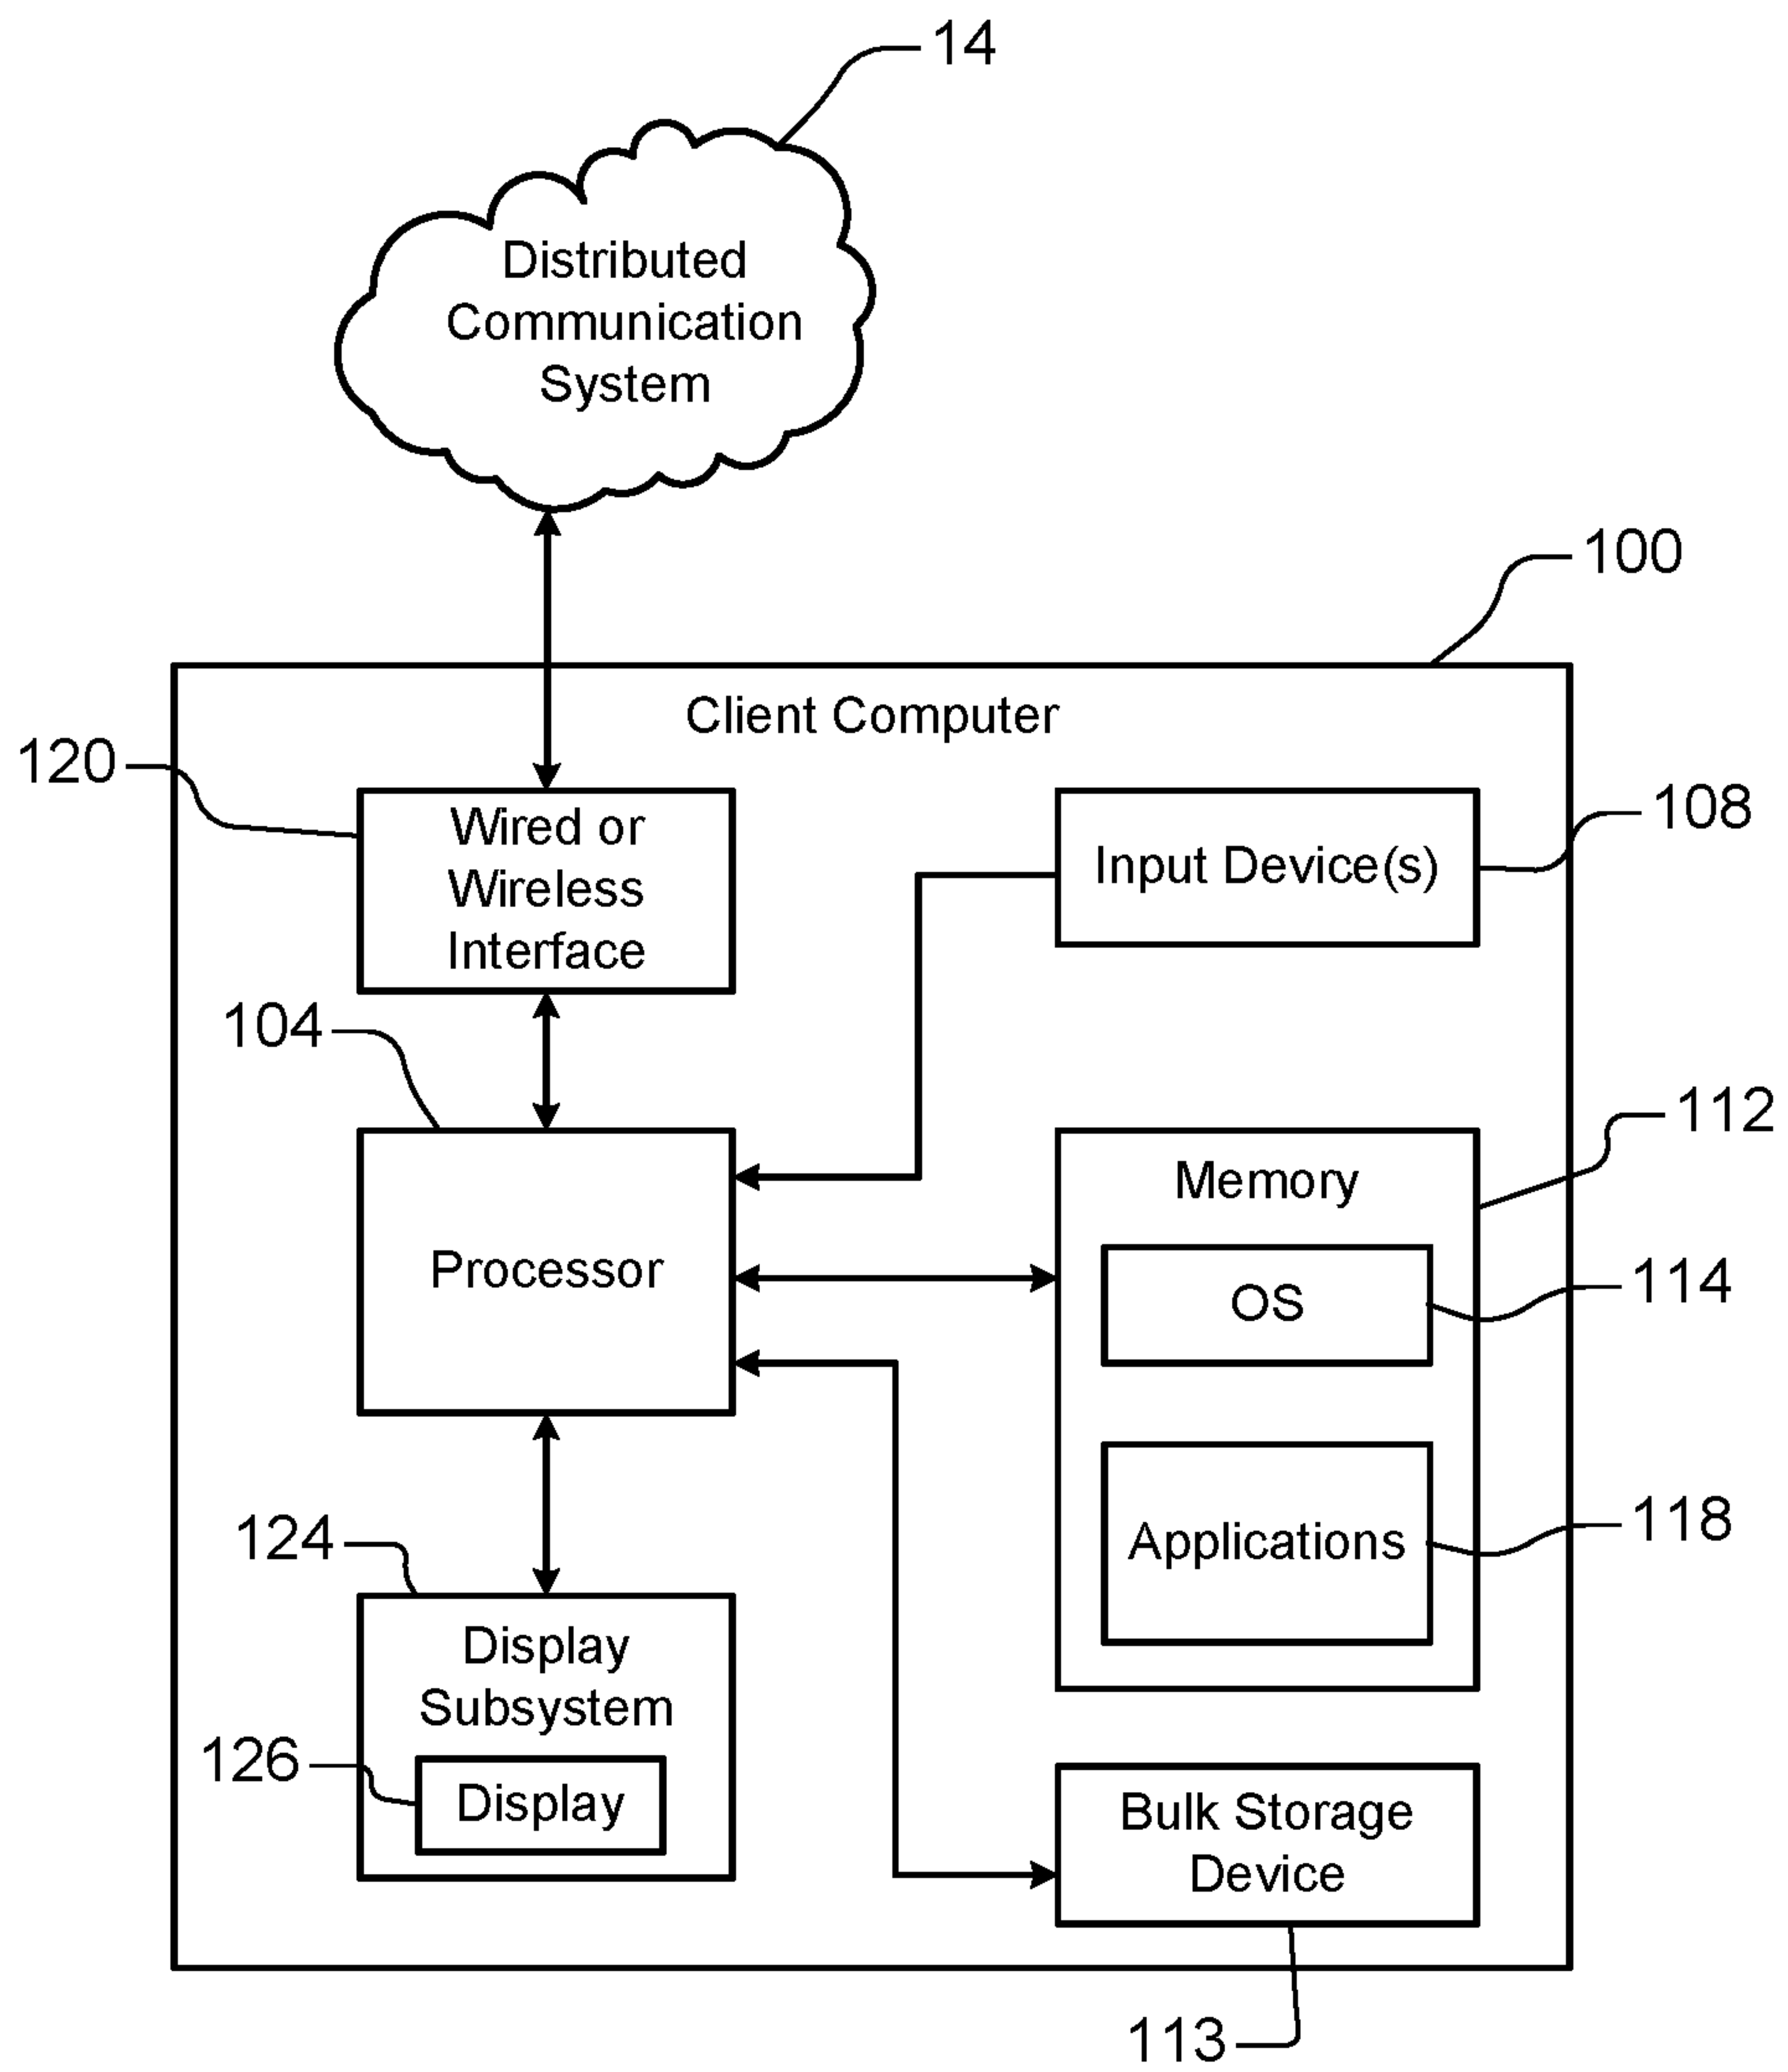 14
Distributed
Communication
System
100
Client Computer
120
Wired or
Wireless
Interface
Input Device(s)
108
104
Processor
Memory
112
OS
114
Applications
118
124
Display
Subsystem
126
Display
Bulk Storage
Device
113